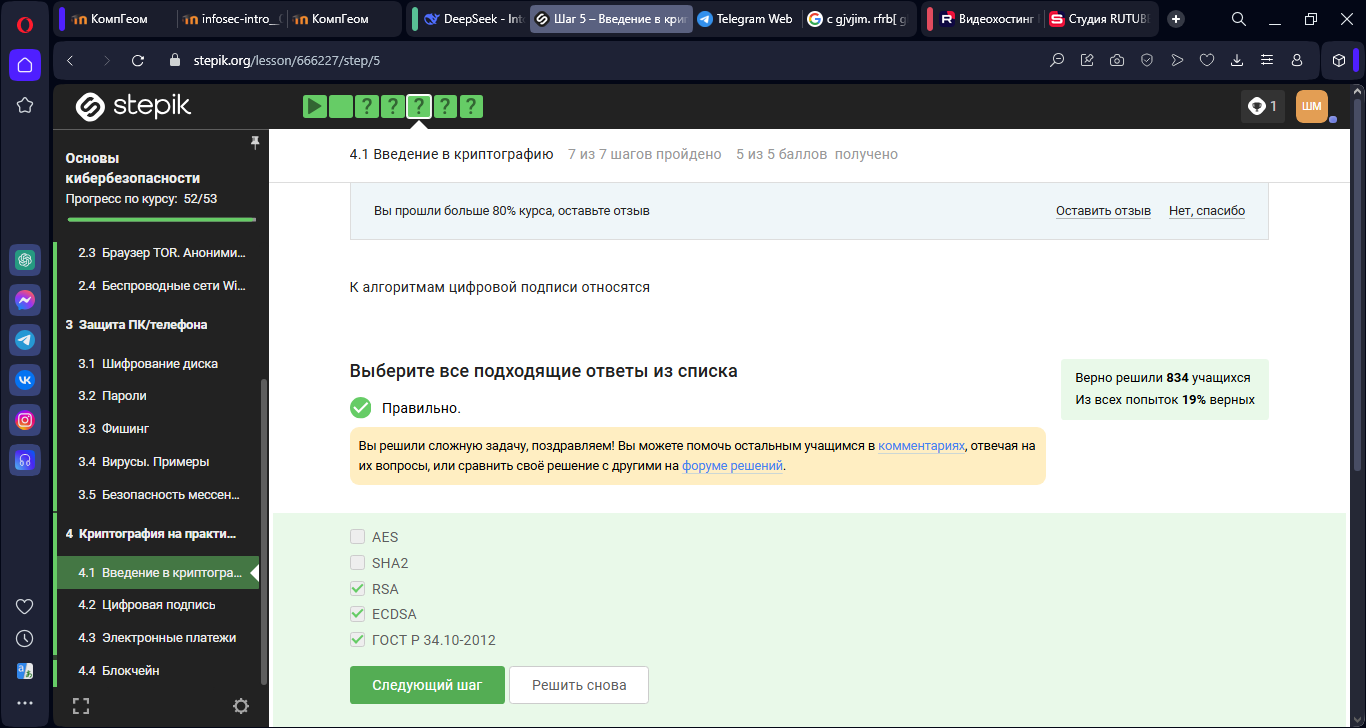 КомпГеом
infosec-intro__
КомпГеом
DeepSeek - Int
Шаг 5 – Введение в кри
Telegram Web
с gjvjim. rfrb[ g
Видеохостинг
Студия RUTUBE
stepik.org/lesson/666227/step/5
stepik
1
ШМ
Основы
кибербезопасности
Прогресс по курсу: 52/53
2.3 Браузер TOR. Аноними...
2.4 Беспроводные сети Wi...
3 Защита ПК/телефона
3.1 Шифрование диска
3.2 Пароли
3.3 Фишинг
3.4 Вирусы. Примеры
3.5 Безопасность мессен...
4 Криптография на практи...
4.1 Введение в криптогра...
4.2 Цифровая подпись
4.3 Электронные платежи
4.4 Блокчейн
4.1 Введение в криптографию 7 из 7 шагов пройдено 5 из 5 баллов получено
Вы прошли больше 80% курса, оставьте отзыв
Оставить отзыв
Нет, спасибо
К алгоритмам цифровой подписи относятся
Выберите все подходящие ответы из списка
Верно решили 834 учащихся
Из всех попыток 19% верных
Правильно.
Вы решили сложную задачу, поздравляем! Вы можете помочь остальным учащимся в комментариях, отвечая на
их вопросы, или сравнить своё решение с другими на форуме решений.
AES
SHA2
RSA
ECDSA
ГОСТ Р 34.10-2012
Следующий шаг
Решить снова